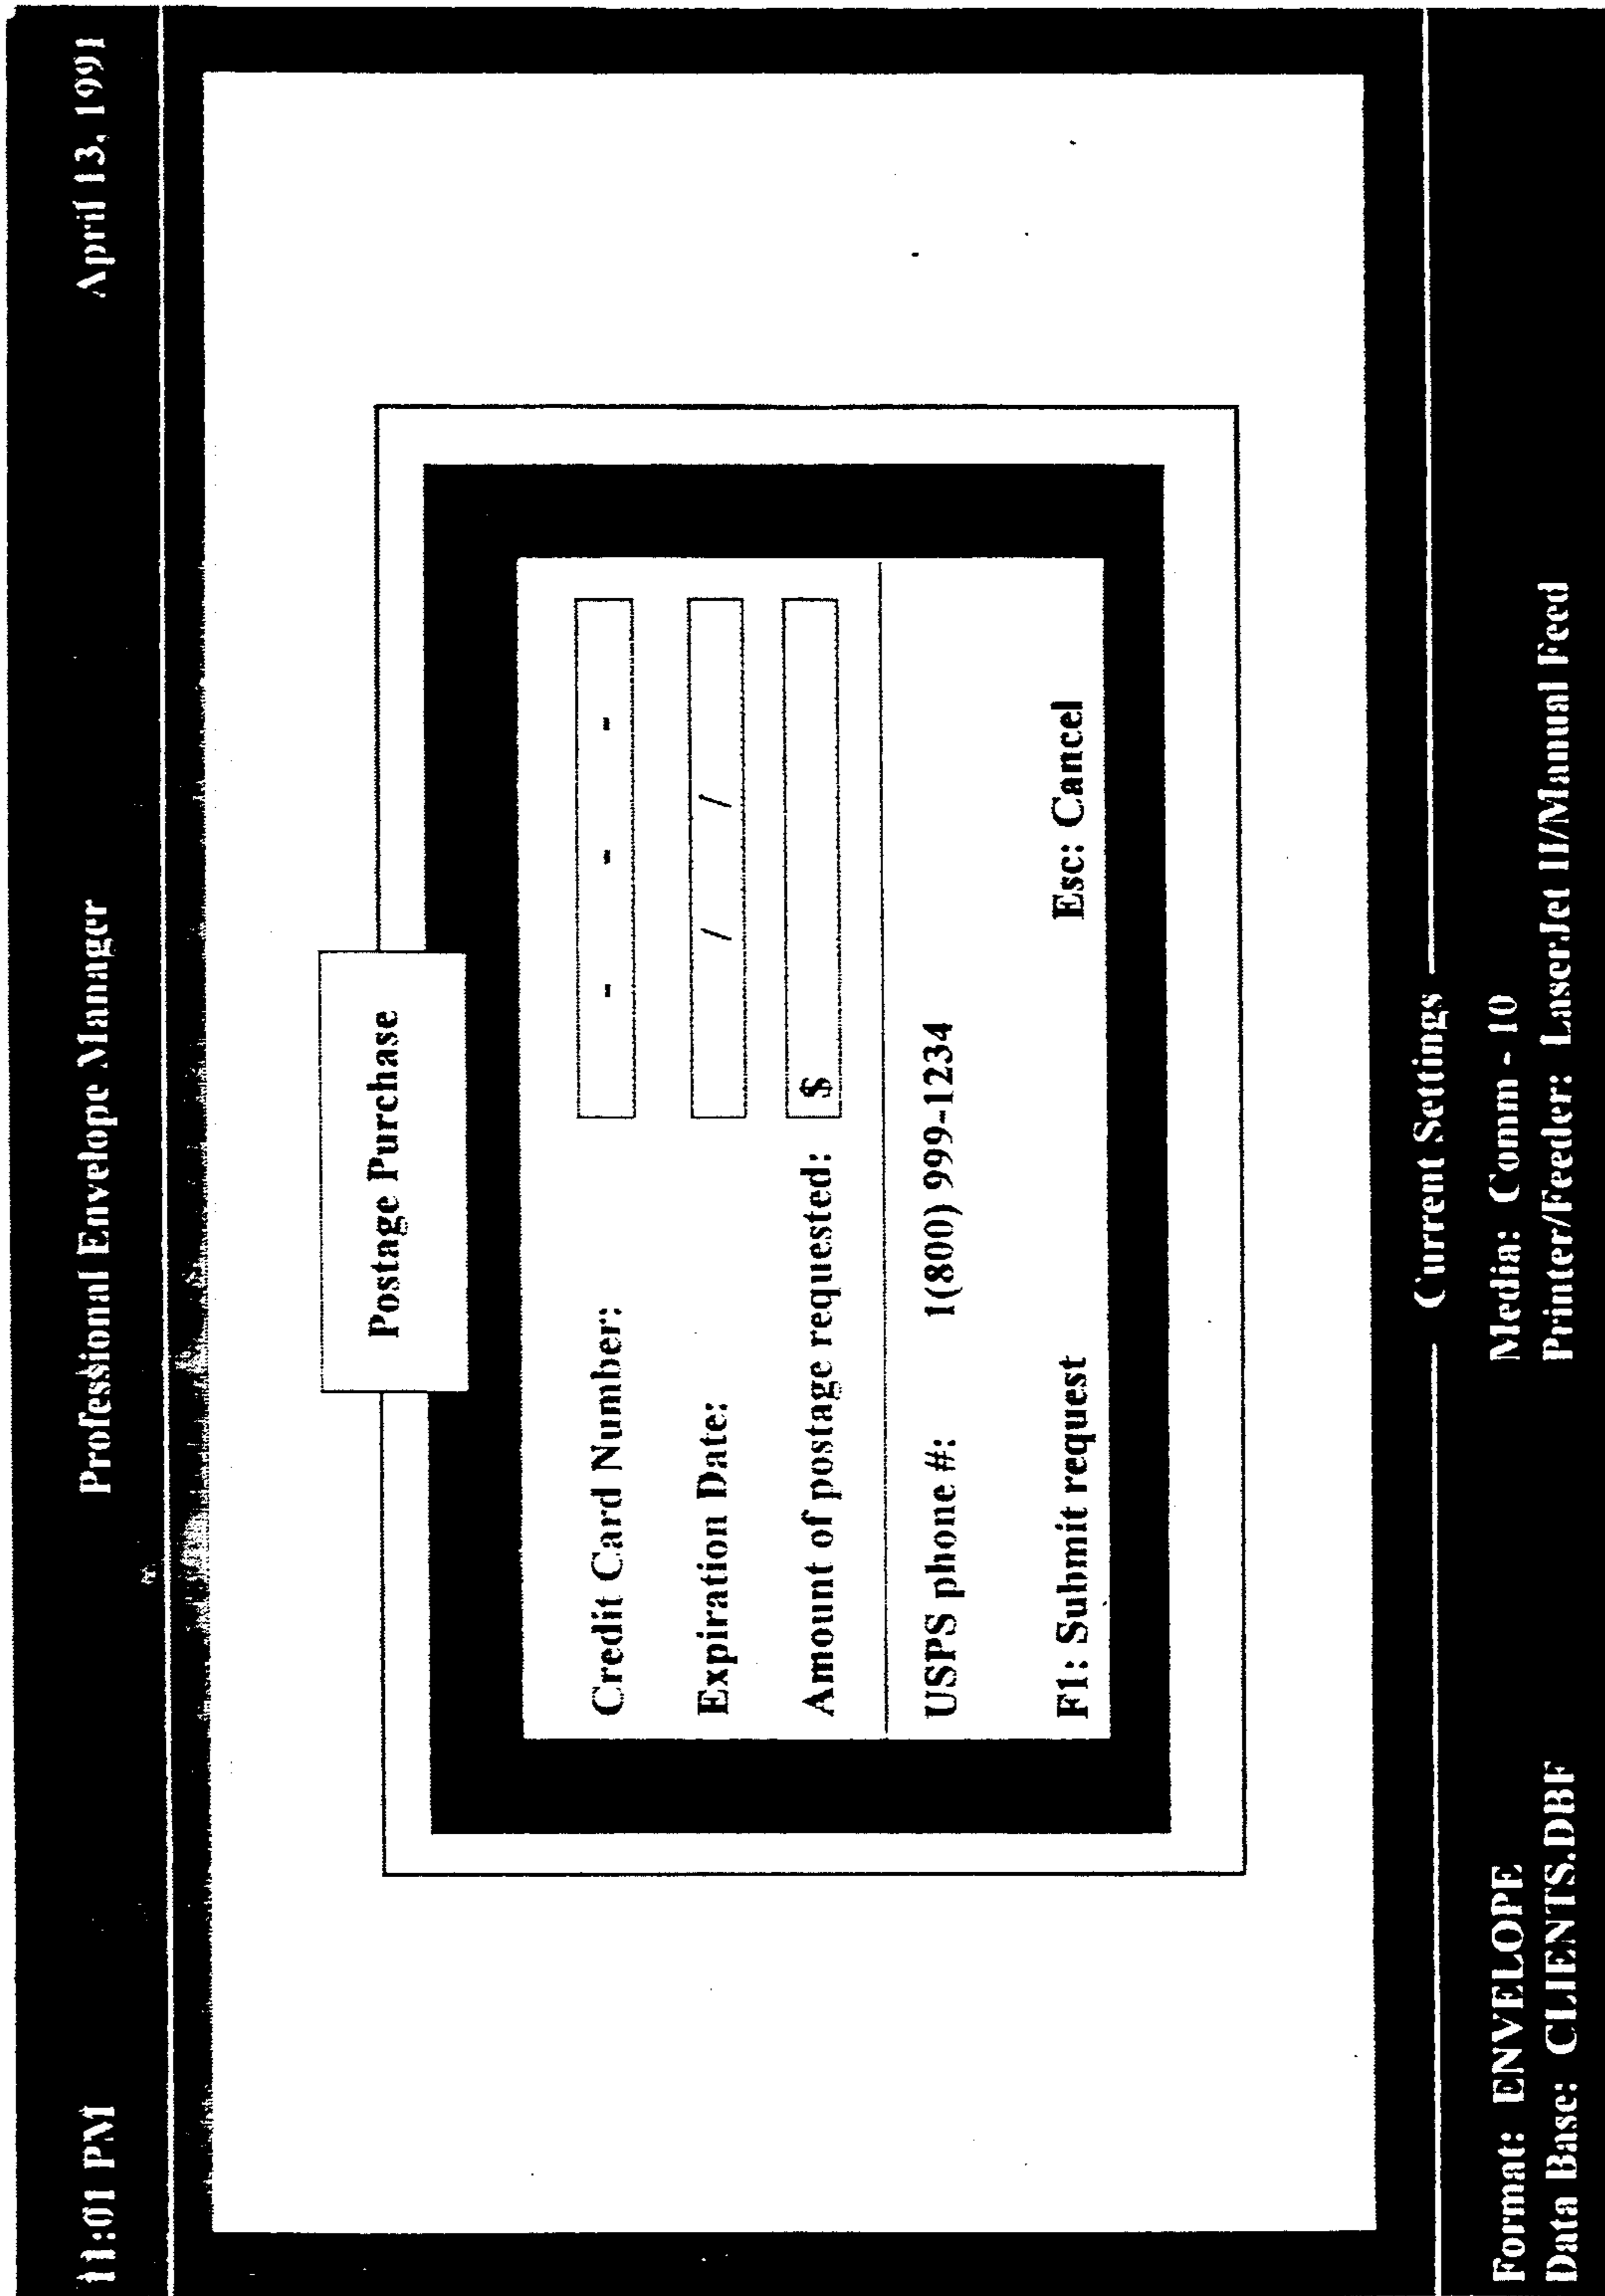 11:01 PM Professional Envelope Manager April 13, 1991
Postage Purchase
Credit Card Number: - - -
Expiration Date: / /
Amount of postage requested: $
USPS phone #: 1(800) 999-1234
F1: Submit request Esc: Cancel
Current Settings
Format: ENVELOPE Media: Comm - 10
Data Base: CLIENTS.DBF Printer/Feeder: LaserJet II/Manual Feed